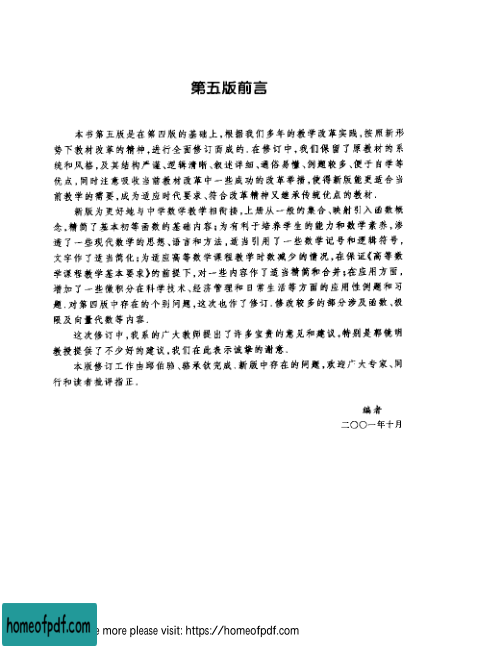 第五版前言
本书第五版是在第四版的基础上,根据我们多年的教学改革实践,按照新形
势下教材改革的精神,进行全面修订而成的.在修订中,我们保留了原教材的系
统和风格,及其结构严谨、逻辑清晰、叙述详细、通俗易懂、例题较多、便于自学等
优点,同时注意吸收当前教材改革中一些成功的改革举措,使得新版能更适合当
前教学的需要,成为适应时代要求、符合改革精神又继承传统优点的教材.
新版为更好地与中学数学教学相衔接,上册从一般的集合、映射引入函数概
念,精简了基本初等函数的基础内容;为有利于培养学生的能力和数学素养,渗
透了一些现代数学的思想、语言和方法,适当引用了一些数学记号和逻辑符号,
文字作了适当简化;为适应高等数学课程教学时数减少的情况,在保证《高等数
学课程教学基本要求》的前提下,对一些内容作了适当精简和合并;在应用方面,
增加了一些微积分在科学技术、经济管理和日常生活等方面的应用性例题和习
题.对第四版中存在的个别问题,这次也作了修订.修改较多的部分涉及函数、极
限及向量代数等内容.
这次修订中,我系的广大教师提出了许多宝贵的意见和建议,特别是郭镜明
教授提供了不少好的建议,我们在此表示诚挚的谢意.
本版修订工作由邱伯驺、骆承钦完成.新版中存在的问题,欢迎广大专家、同
行和读者批评指正.
编者
二〇〇一年十月
homeofpdf.com
e more please visit: https://homeofpdf.com